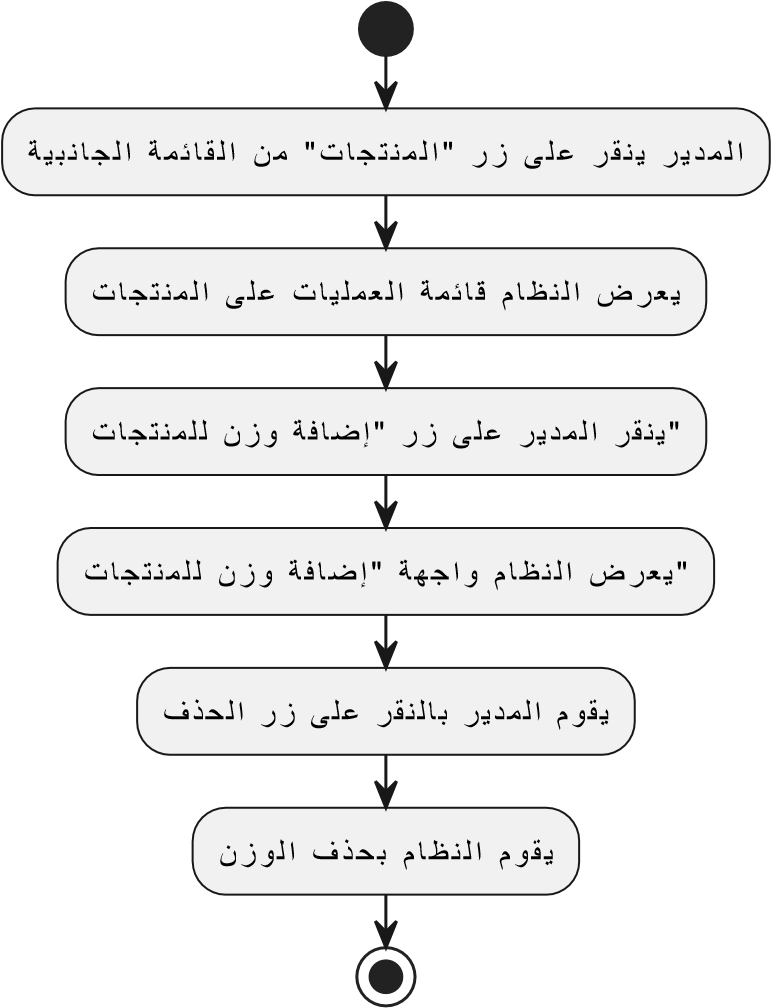 المدير ينقر على زر "المنتجات" من القائمة الجانبية
يعرض النظام قائمة العمليات على المنتجات
ينقر المدير على زر "إضافة وزن للمنتجات"
يعرض النظام واجهة "إضافة وزن للمنتجات"
يقوم المدير بالنقر على زر الحذف
يقوم النظام بحذف الوزن